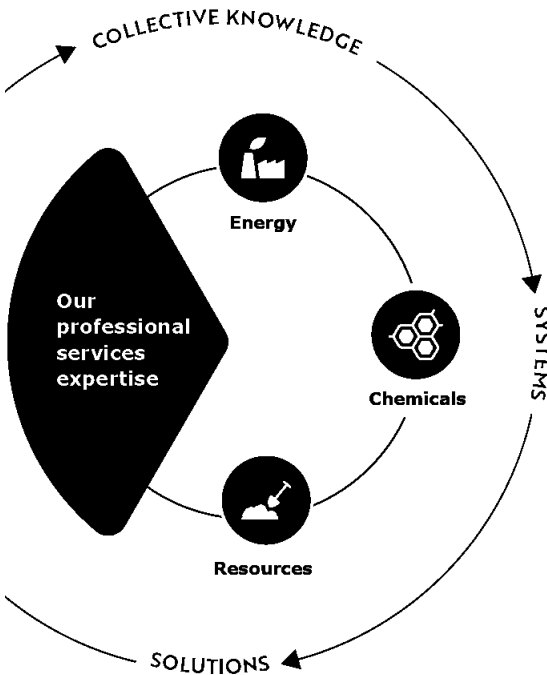 COLLECTIVE KNOWLEDGE
Energy
Our
professional
services
expertise
SYSTEMS
Chemicals
Resources
SOLUTIONS